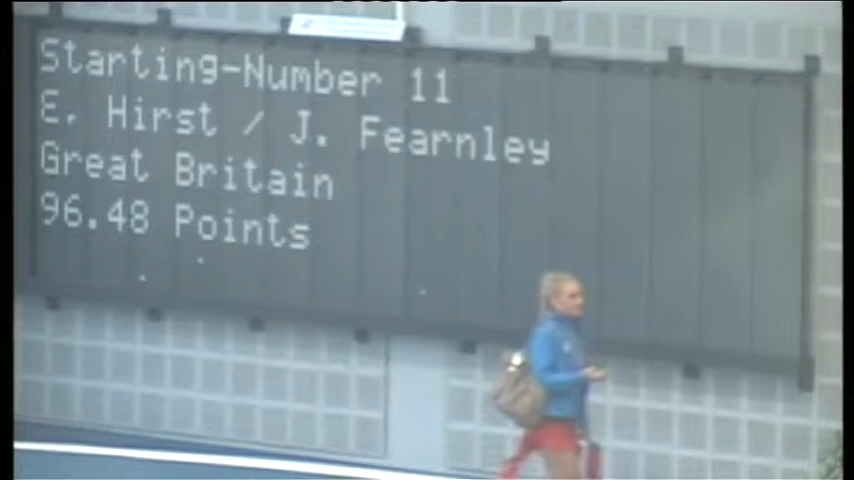 Starting-Number 11
E. Hirst / J. Fearnley
Great Britain
96.48 Points